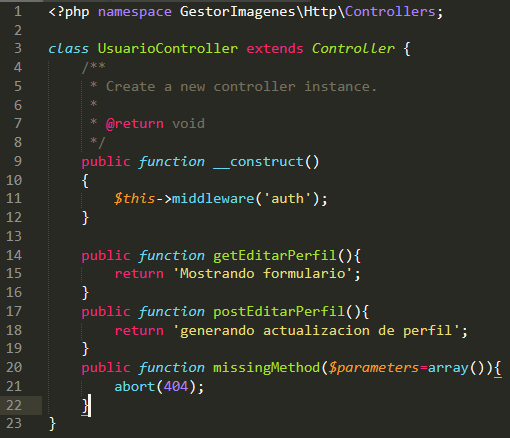 1 <?php namespace GestorImagenes\Http\Controllers;
2
3 class UsuarioController extends Controller {
4     /**
5      * Create a new controller instance.
6      *
7      * @return void
8      */
9     public function __construct()
10     {
11         $this->middleware('auth');
12     }
13
14     public function getEditarPerfil(){
15         return 'Mostrando formulario';
16     }
17     public function postEditarPerfil(){
18         return 'generando actualizacion de perfil';
19     }
20     public function missingMethod($parameters=array()){
21         abort(404);
22     }
23 }